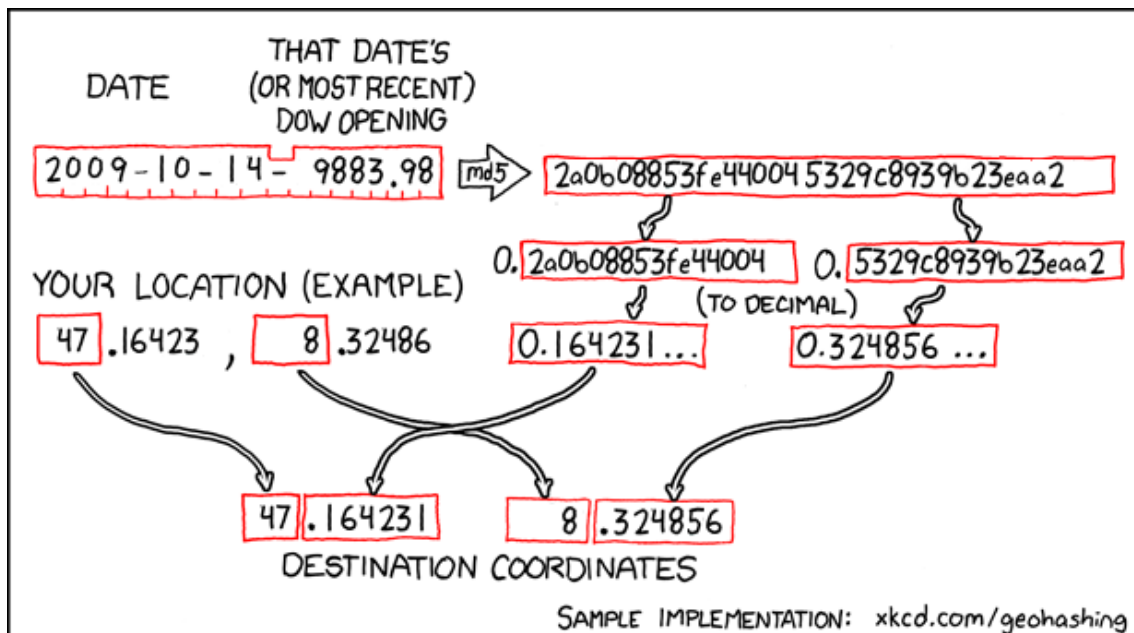 DATE
THAT DATE'S
(OR MOST RECENT)
DOW OPENING
2009-10-14- 9883.98
md5
2a0b08853fe440045329c8939b23eaa2
0. 2a0b08853fe44004
0. 5329c8939b23eaa2
(TO DECIMAL)
0.164231...
0.324856 ...
YOUR LOCATION (EXAMPLE)
47 .16423 , 8 .32486
47 .164231 8 .324856
DESTINATION COORDINATES
SAMPLE IMPLEMENTATION: xkcd.com/geohashing